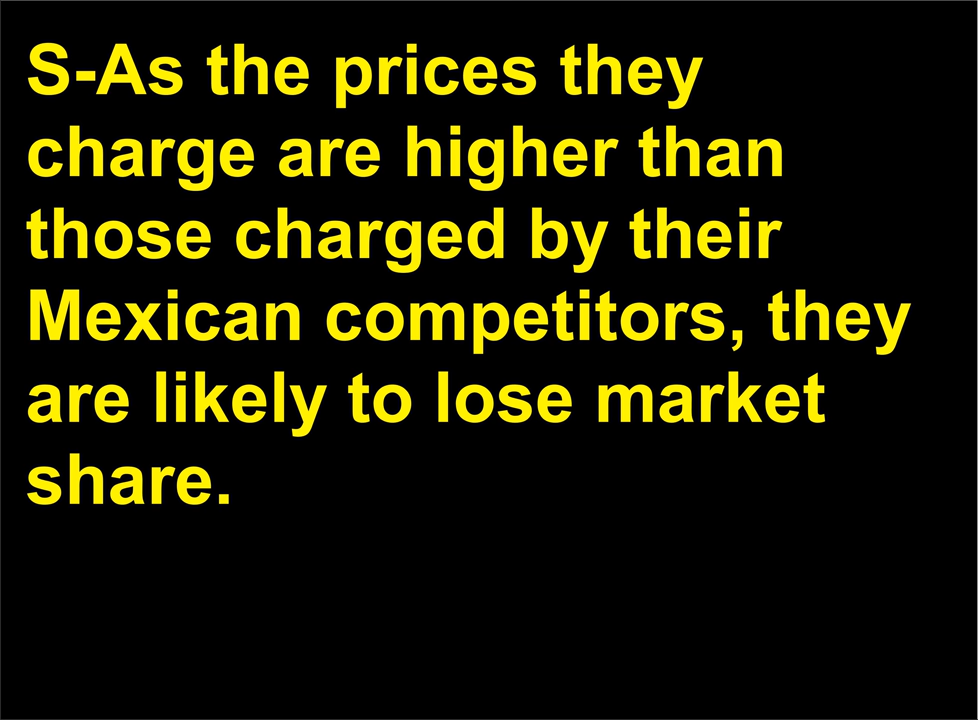 S-As the prices they
charge are higher than
those charged by their
Mexican competitors, they
are likely to lose market
share.